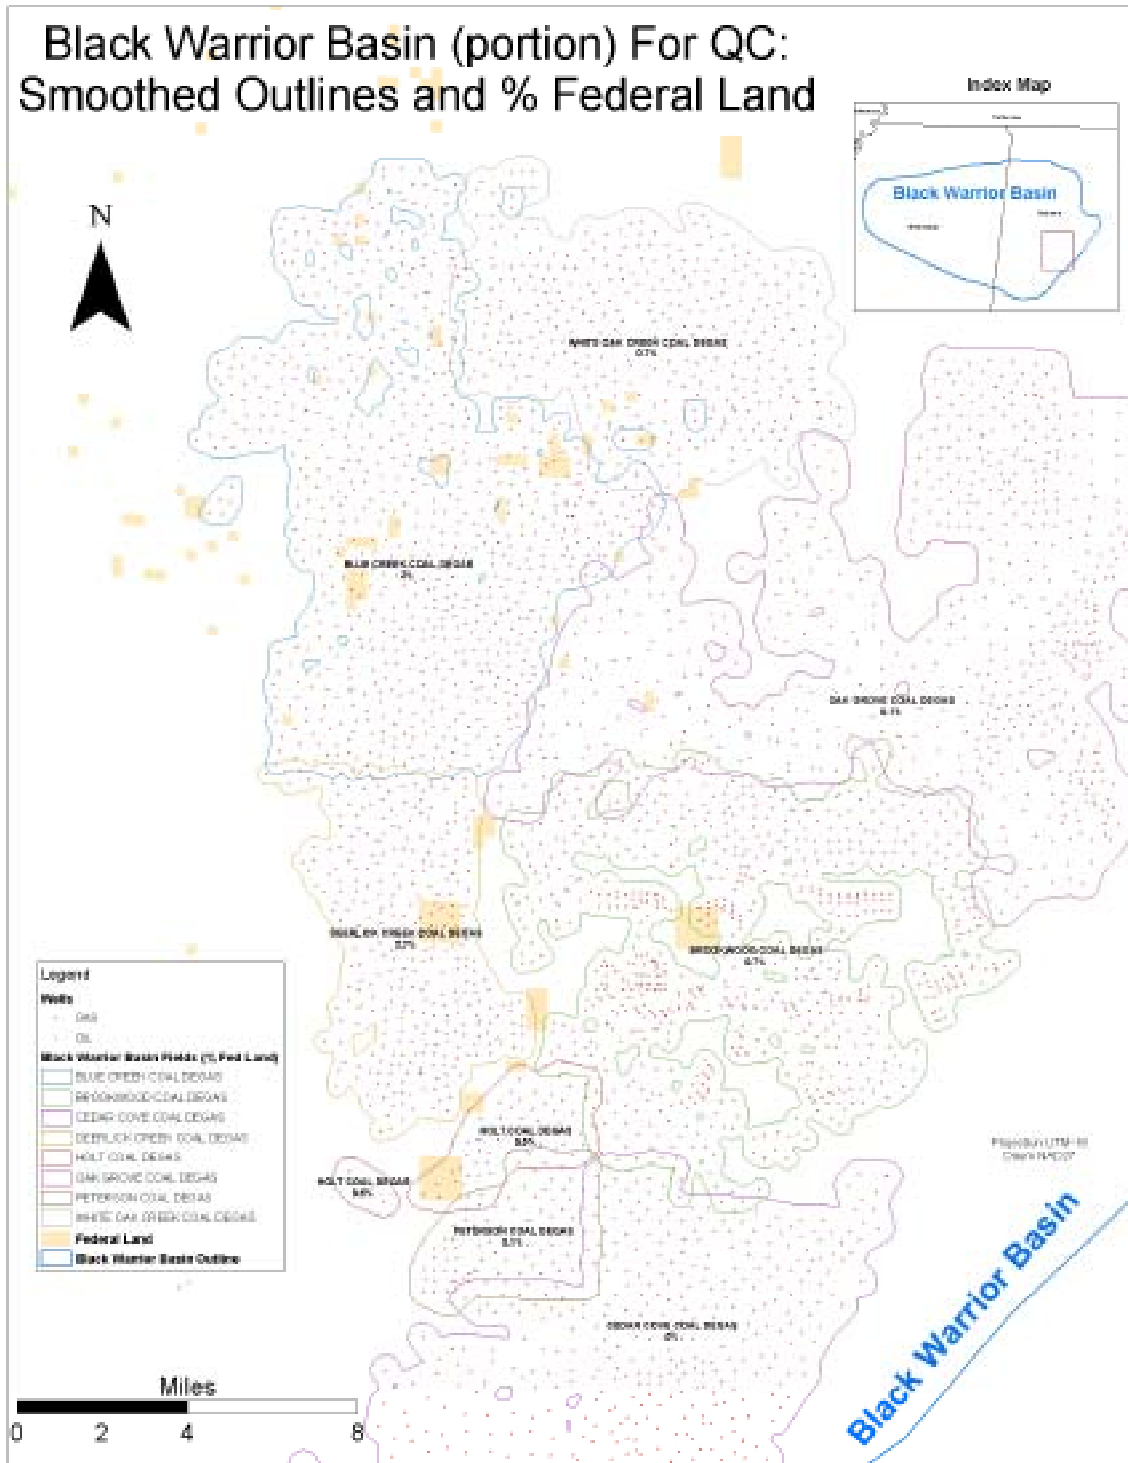 Black Warrior Basin (portion) For QC:
Smoothed Outlines and % Federal Land
Index Map
Black Warrior Basin
N
WHITE OAK CREEK COAL DEGAS
0.7%
BLUE CREEK COAL DEGAS
2%
OAK GROVE COAL DEGAS
DEERLICK CREEK COAL DEGAS
BROOKWOOD COAL DEGAS
HOLT COAL DEGAS
HOLT COAL DEGAS
PETERSON COAL DEGAS
CEDAR COVE COAL DEGAS
0%
Legend
Wells
GAS
OIL
Black Warrior Basin Fields (% Fed Land)
BLUE CREEK COAL DEGAS
BROOKWOOD COAL DEGAS
CEDAR COVE COAL DEGAS
DEERLICK CREEK COAL DEGAS
HOLT COAL DEGAS
OAK GROVE COAL DEGAS
PETERSON COAL DEGAS
WHITE OAK CREEK COAL DEGAS
Federal Land
Black Warrior Basin Outline
Black Warrior Basin
Miles
0 2 4 8